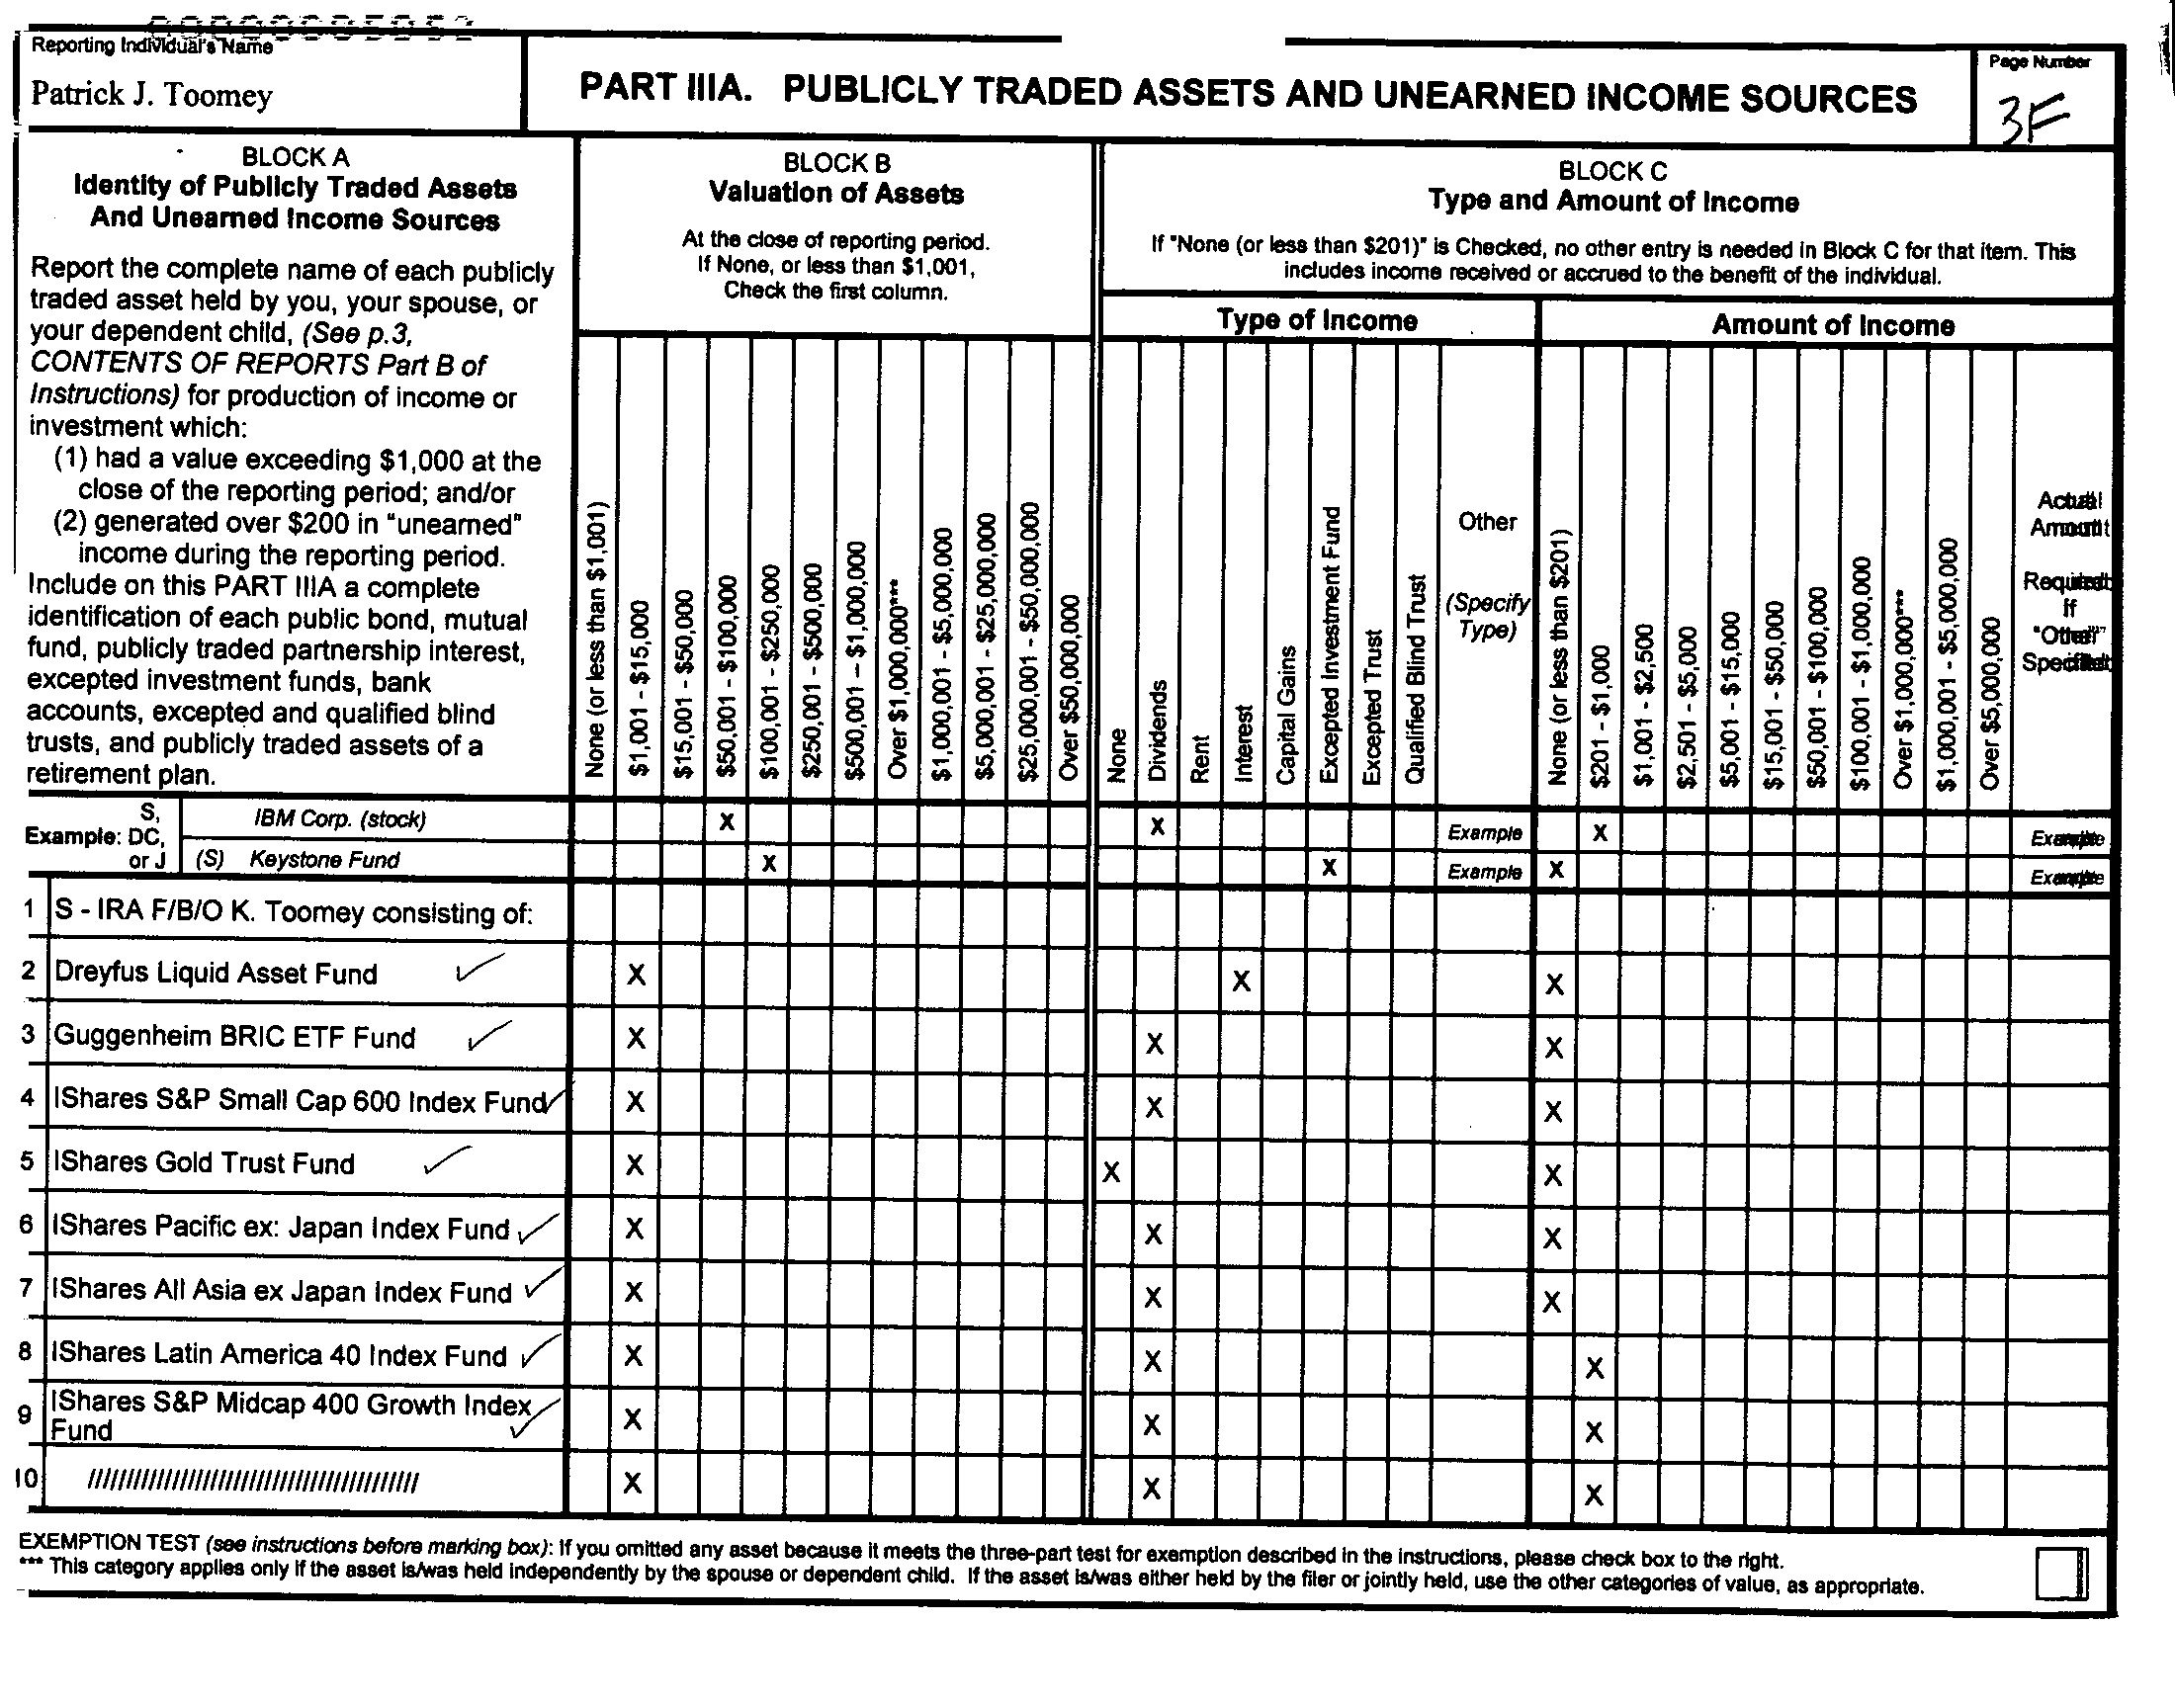 Reporting Individual's Name
Patrick J. Toomey
PART IIIA. PUBLICLY TRADED ASSETS AND UNEARNED INCOME SOURCES
Page Number
3F
BLOCK A
Identity of Publicly Traded Assets
And Unearned Income Sources
Report the complete name of each publicly
traded asset held by you, your spouse, or
your dependent child, (See p.3,
CONTENTS OF REPORTS Part B of
Instructions) for production of income or
investment which:
(1) had a value exceeding $1,000 at the
close of the reporting period; and/or
(2) generated over $200 in "unearned"
income during the reporting period.
Include on this PART IIIA a complete
identification of each public bond, mutual
fund, publicly traded partnership interest,
excepted investment funds, bank
accounts, excepted and qualified blind
trusts, and publicly traded assets of a
retirement plan.
BLOCK B
Valuation of Assets
At the close of reporting period.
If None, or less than $1,001,
Check the first column.
None (or less than $1,001)
$1,001 - $15,000
$15,001 - $50,000
$50,001 - $100,000
$100,001 - $250,000
$250,001 - $500,000
$500,001 - $1,000,000
Over $1,000,000***
$1,000,001 - $5,000,000
$5,000,001 - $25,000,000
$25,000,001 - $50,000,000
Over $50,000,000
BLOCK C
Type and Amount of Income
If "None (or less than $201)" is Checked, no other entry is needed in Block C for that item. This
includes income received or accrued to the benefit of the individual.
Type of Income
None
Dividends
Rent
Interest
Capital Gains
Excepted Investment Fund
Excepted Trust
Qualified Blind Trust
Other
(Specify
Type)
Amount of Income
None (or less than $201)
$201 - $1,000
$1,001 - $2,500
$2,501 - $5,000
$5,001 - $15,000
$15,001 - $50,000
$50,001 - $100,000
$100,001 - $1,000,000
Over $1,000,000***
$1,000,001 - $5,000,000
Over $5,000,000
Actual
Amount
Required
If
"Other"
Specified
Example: S, DC, or J
IBM Corp. (stock) X X Example X Example
(S) Keystone Fund X X Example X Example
1 S - IRA F/B/O K. Toomey consisting of:
2 Dreyfus Liquid Asset Fund X X X
3 Guggenheim BRIC ETF Fund X X X
4 IShares S&P Small Cap 600 Index Fund X X X
5 IShares Gold Trust Fund X X X
6 IShares Pacific ex: Japan Index Fund X X X
7 IShares All Asia ex Japan Index Fund X X X
8 IShares Latin America 40 Index Fund X X X
9 IShares S&P Midcap 400 Growth Index
Fund X X X
10 X X X
EXEMPTION TEST (see instructions before marking box): If you omitted any asset because it meets the three-part test for exemption described in the instructions, please check box to the right.
*** This category applies only if the asset is/was held independently by the spouse or dependent child. If the asset is/was either held by the filer or jointly held, use the other categories of value, as appropriate.